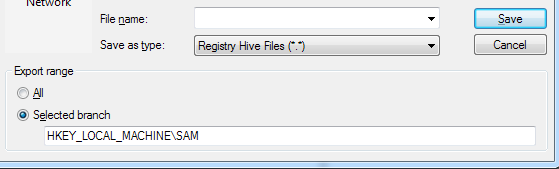 Network
File name:
Save
Save as type:
Registry Hive Files (*.*)
Cancel
Export range
All
Selected branch
HKEY_LOCAL_MACHINE\SAM